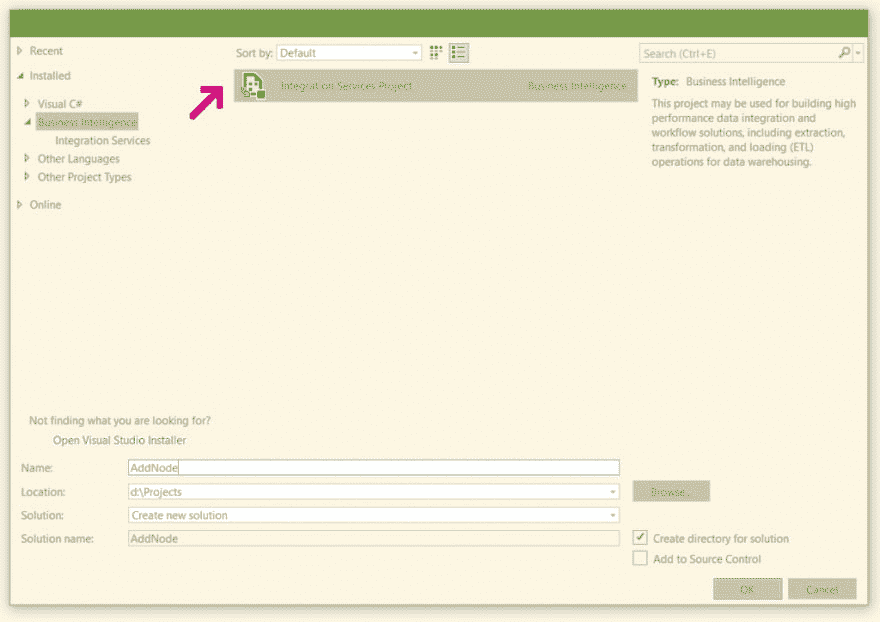 Recent
Installed
Visual C#
Business Intelligence
Integration Services
Other Languages
Other Project Types
Online
Not finding what you are looking for?
Open Visual Studio Installer
Sort by: Default
Integration Services Project Business Intelligence
Search (Ctrl+E)
Type: Business Intelligence
This project may be used for building high
performance data integration and
workflow solutions, including extraction,
transformation, and loading (ETL)
operations for data warehousing.
Name: AddNode
Location: d:\Projects Browse...
Solution: Create new solution
Solution name: AddNode
Create directory for solution
Add to Source Control
OK Cancel